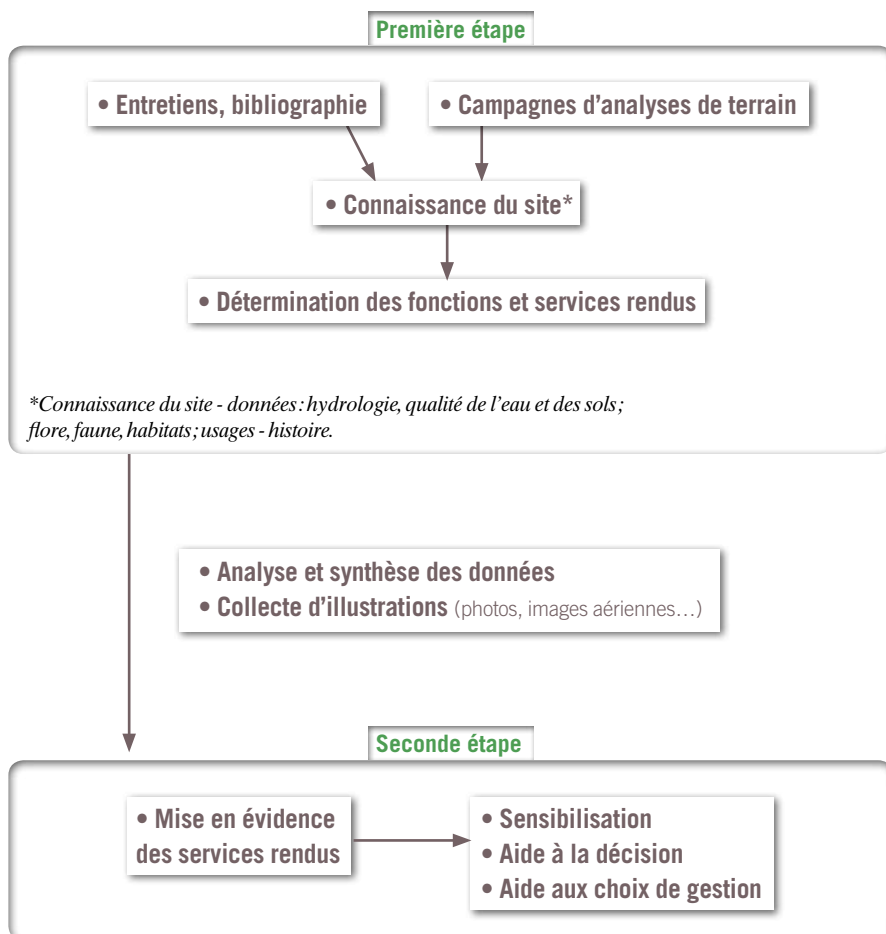 Première étape
• Entretiens, bibliographie
• Campagnes d'analyses de terrain
• Connaissance du site*
• Détermination des fonctions et services rendus
*Connaissance du site - données : hydrologie, qualité de l'eau et des sols ;
flore, faune, habitats ; usages - histoire.
• Analyse et synthèse des données
• Collecte d'illustrations (photos, images aériennes…)
Seconde étape
• Mise en évidence
des services rendus
• Sensibilisation
• Aide à la décision
• Aide aux choix de gestion